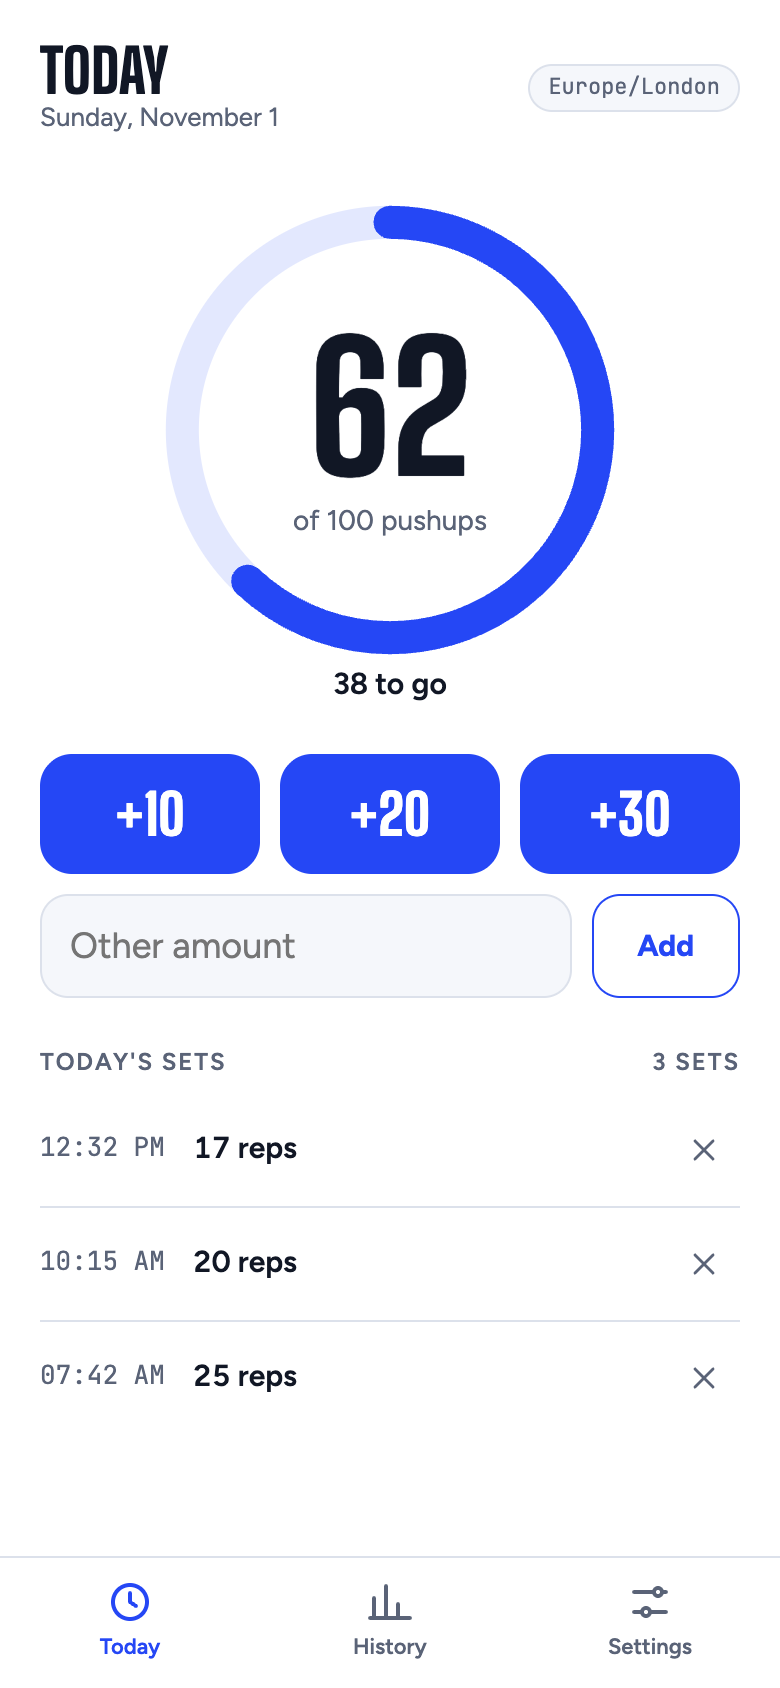 TODAY
Sunday, November 1
Europe/London
62
of 100 pushups
38 to go
+10 +20 +30
Other amount Add
TODAY'S SETS 3 SETS
12:32 PM 17 reps
10:15 AM 20 reps
07:42 AM 25 reps
Today History Settings